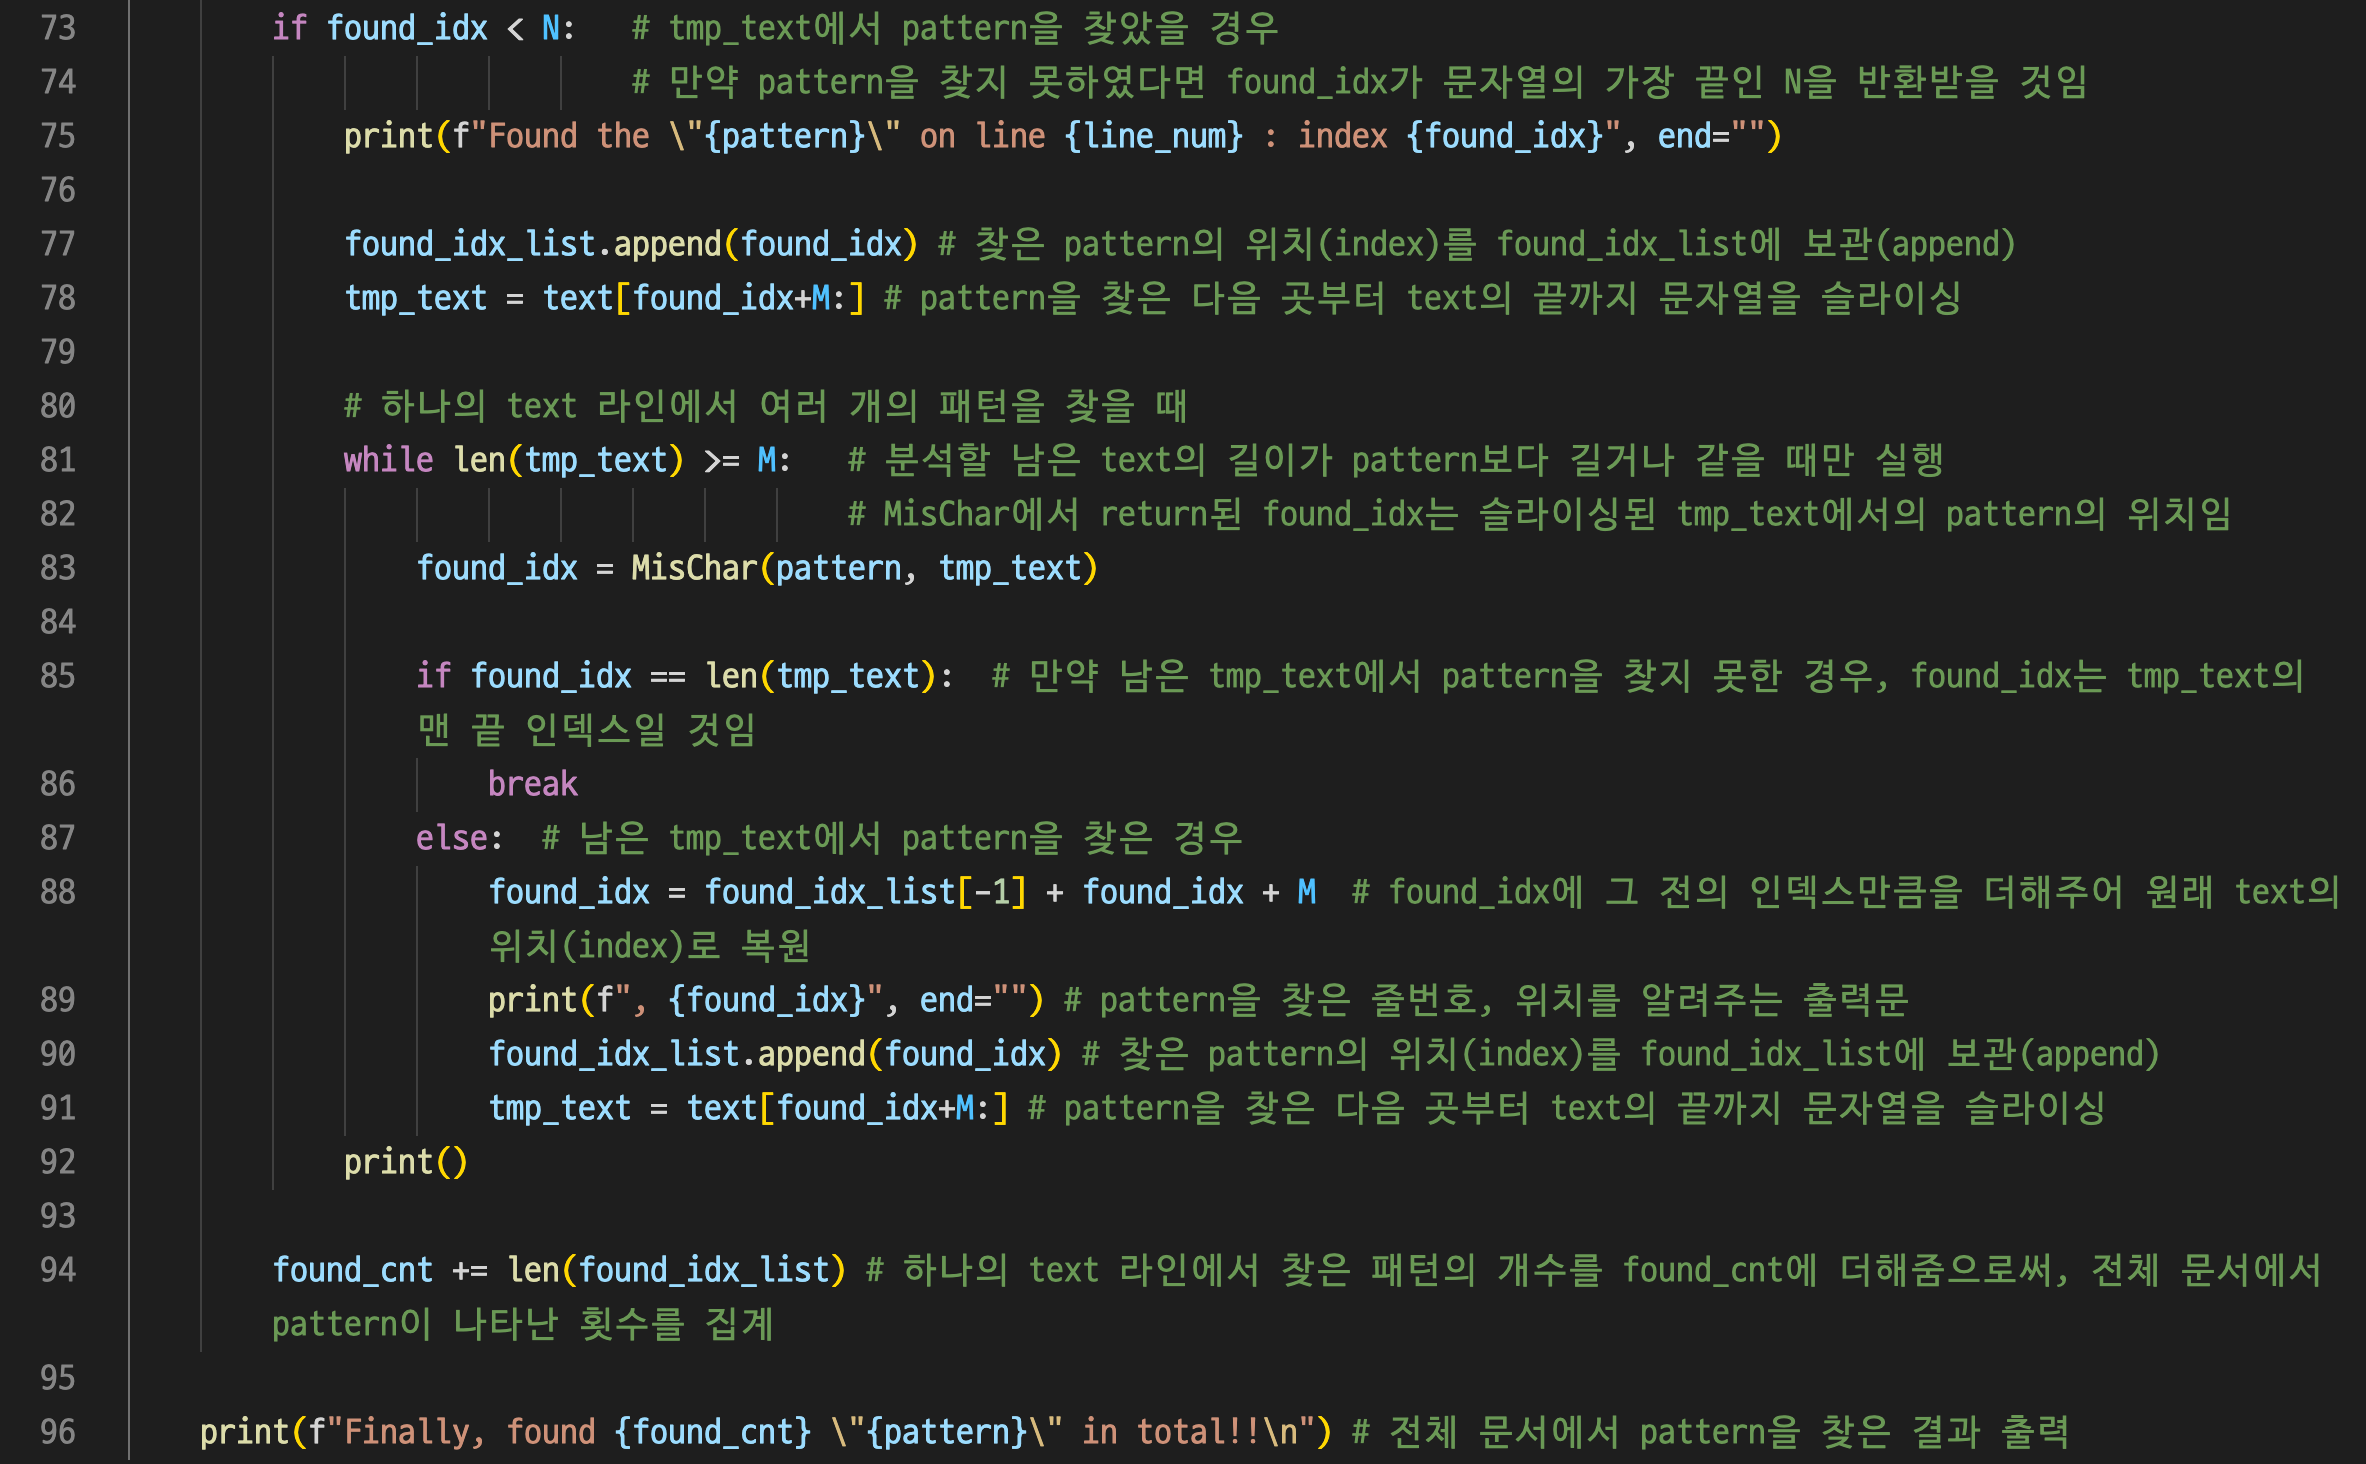 73 if found_idx < N:   # tmp_text에서 pattern을 찾았을 경우
74 # 만약 pattern을 찾지 못하였다면 found_idx가 문자열의 가장 끝인 N을 반환받을 것임
75 print(f"Found the \"{pattern}\" on line {line_num} : index {found_idx}", end="")
76
77 found_idx_list.append(found_idx) # 찾은 pattern의 위치(index)를 found_idx_list에 보관(append)
78 tmp_text = text[found_idx+M:] # pattern을 찾은 다음 곳부터 text의 끝까지 문자열을 슬라이싱
79
80 # 하나의 text 라인에서 여러 개의 패턴을 찾을 때
81 while len(tmp_text) >= M:   # 분석할 남은 text의 길이가 pattern보다 길거나 같을 때만 실행
82 # MisChar에서 return된 found_idx는 슬라이싱된 tmp_text에서의 pattern의 위치임
83 found_idx = MisChar(pattern, tmp_text)
84
85 if found_idx == len(tmp_text):  # 만약 남은 tmp_text에서 pattern을 찾지 못한 경우, found_idx는 tmp_text의
맨 끝 인덱스일 것임
86 break
87 else:  # 남은 tmp_text에서 pattern을 찾은 경우
88 found_idx = found_idx_list[-1] + found_idx + M  # found_idx에 그 전의 인덱스만큼을 더해주어 원래 text의
위치(index)로 복원
89 print(f", {found_idx}", end="") # pattern을 찾은 줄번호, 위치를 알려주는 출력문
90 found_idx_list.append(found_idx) # 찾은 pattern의 위치(index)를 found_idx_list에 보관(append)
91 tmp_text = text[found_idx+M:] # pattern을 찾은 다음 곳부터 text의 끝까지 문자열을 슬라이싱
92 print()
93
94 found_cnt += len(found_idx_list) # 하나의 text 라인에서 찾은 패턴의 개수를 found_cnt에 더해줌으로써, 전체 문서에서
pattern이 나타난 횟수를 집계
95
96 print(f"Finally, found {found_cnt} \"{pattern}\" in total!!\n") # 전체 문서에서 pattern을 찾은 결과 출력